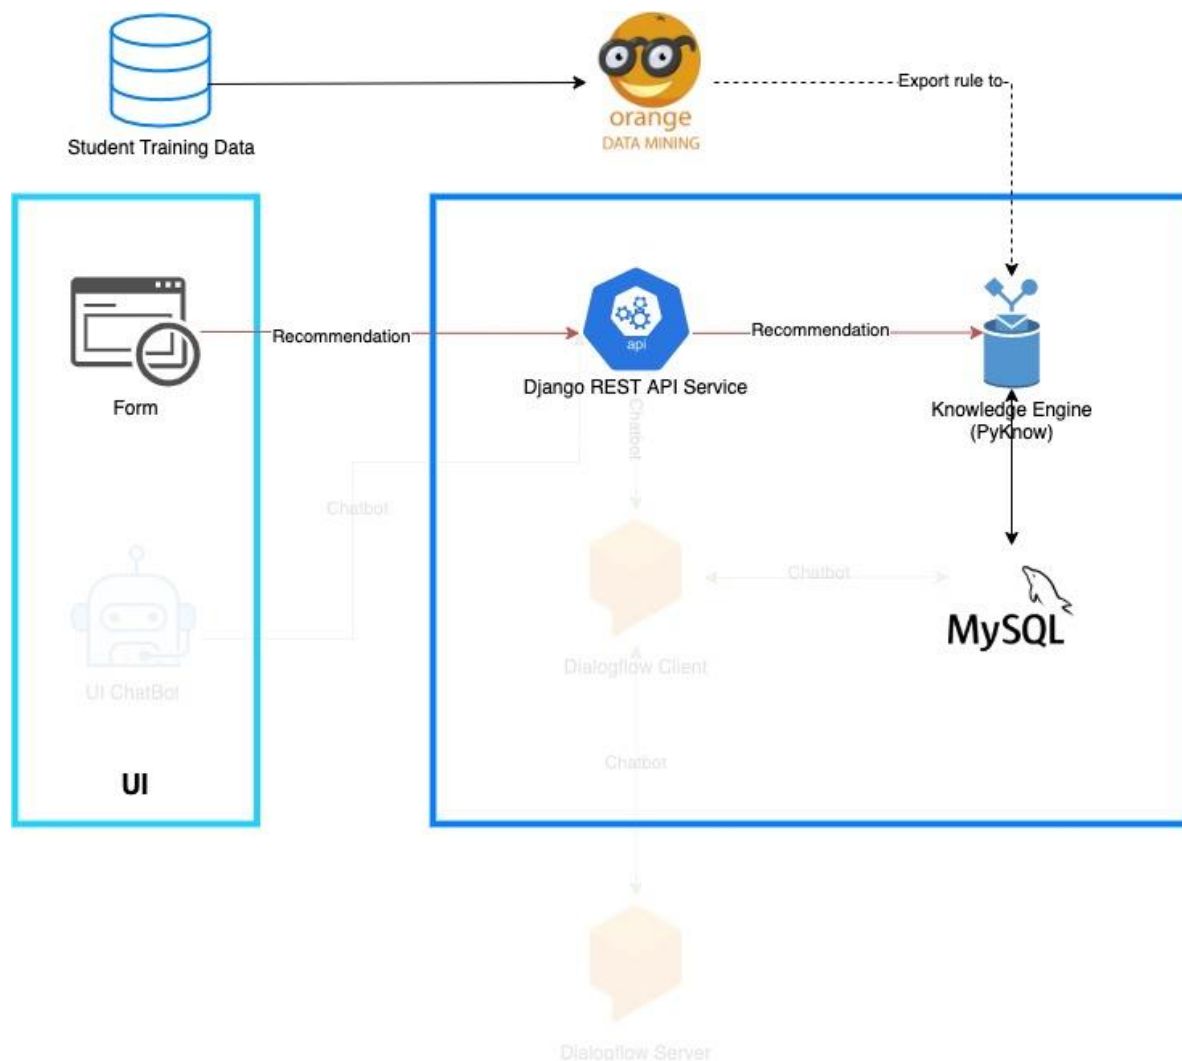 Export rule to
orange
DATA MINING
Student Training Data
Recommendation
Recommendation
api
Django REST API Service
Form
Knowledge Engine
(PyKnow)
Chatbot
Chatbot
Chatbot
MySQL
Dialogflow Client
UI ChatBot
Chatbot
UI
Dialogflow Server